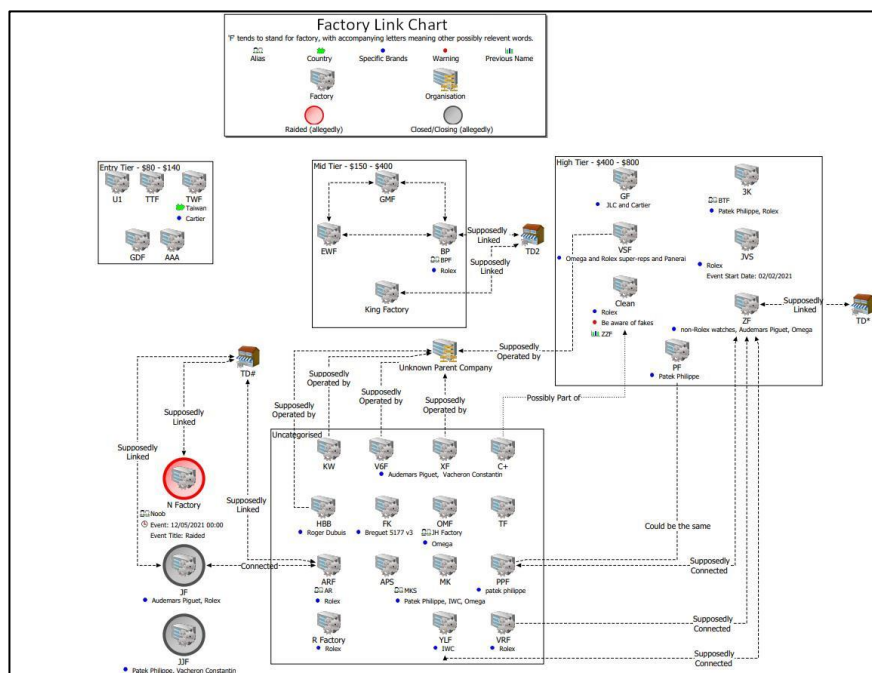 Factory Link Chart
'F' tends to stand for factory, with accompanying letters meaning other possibly relevent words.
Alias
Country
Specific Brands
Warning
Previous Name
Factory
Organisation
Raided (allegedly)
Closed/Closing (allegedly)
Entry Tier - $80 - $140
U1
TTF
TWF
Taiwan
Cartier
GDF
AAA
Mid Tier - $150 - $400
GMF
EWF
BP
BPF
Rolex
King Factory
Supposedly
Linked
Supposedly
Linked
TD2
High Tier - $400 - $800
GF
JLC and Cartier
3K
BTF
Patek Philippe, Rolex
VSF
Omega and Rolex super-reps and Panerai
JVS
Rolex
Event Start Date: 02/02/2021
Clean
Rolex
Be aware of fakes
ZZF
ZF
non-Rolex watches, Audemars Piguet, Omega
PF
Patek Philippe
Supposedly
Linked
TD*
TD#
Unknown Parent Company
Supposedly
Operated by
Supposedly
Operated by
Supposedly
Operated by
Supposedly
Operated by
Supposedly
Operated by
Possibly Part of
Supposedly
Linked
Supposedly
Linked
Supposedly
Linked
N Factory
Noob
Event: 12/05/2021 00:00
Event Title: Raided
JF
Audemars Piguet, Rolex
Connected
JJF
Patek Philippe, Vacheron Constantin
Uncategorised
KW
V6F
XF
Audemars Piguet, Vacheron Constantin
C+
HBB
Roger Dubuis
FK
Breguet 5177 v3
OMF
JH Factory
Omega
TF
ARF
AR
Rolex
APS
MK
MKS
Patek Philippe, IWC, Omega
PPF
patek philippe
R Factory
Rolex
YLF
IWC
VRF
Rolex
Could be the same
Supposedly
Connected
Supposedly
Connected
Supposedly
Connected